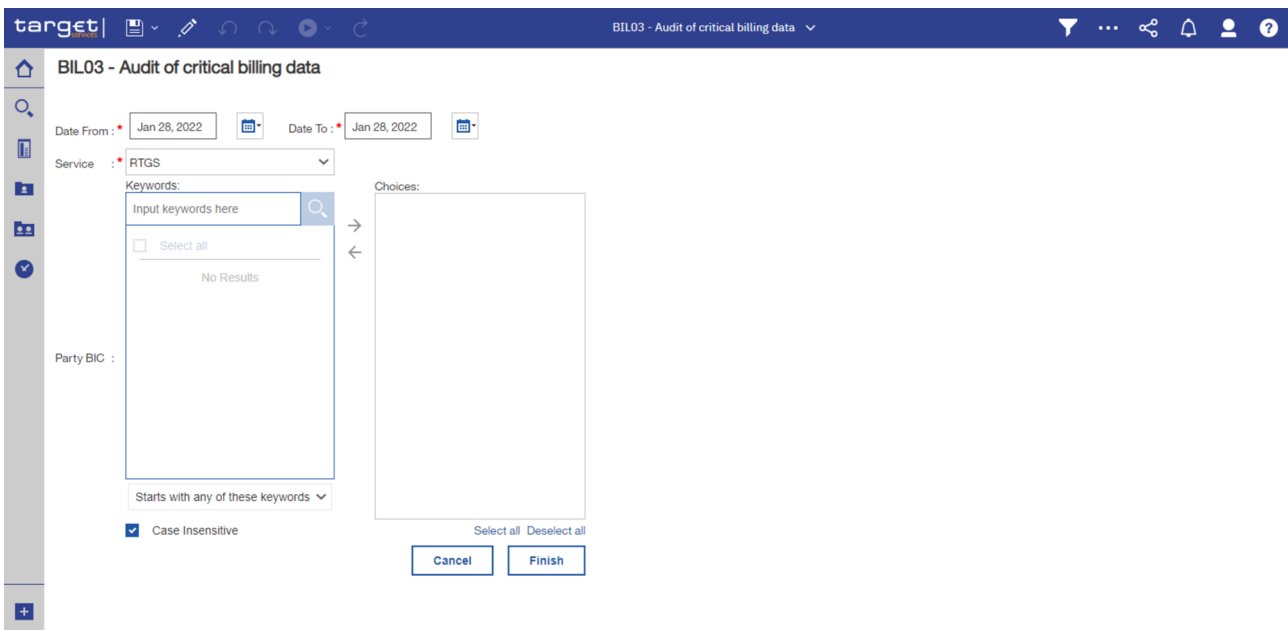 target| services BIL03 - Audit of critical billing data
BIL03 - Audit of critical billing data
Date From : * Jan 28, 2022 Date To : * Jan 28, 2022
Service : * RTGS
Keywords: Choices:
Input keywords here
Select all
No Results
Party BIC :
Starts with any of these keywords
Case Insensitive Select all Deselect all
Cancel Finish